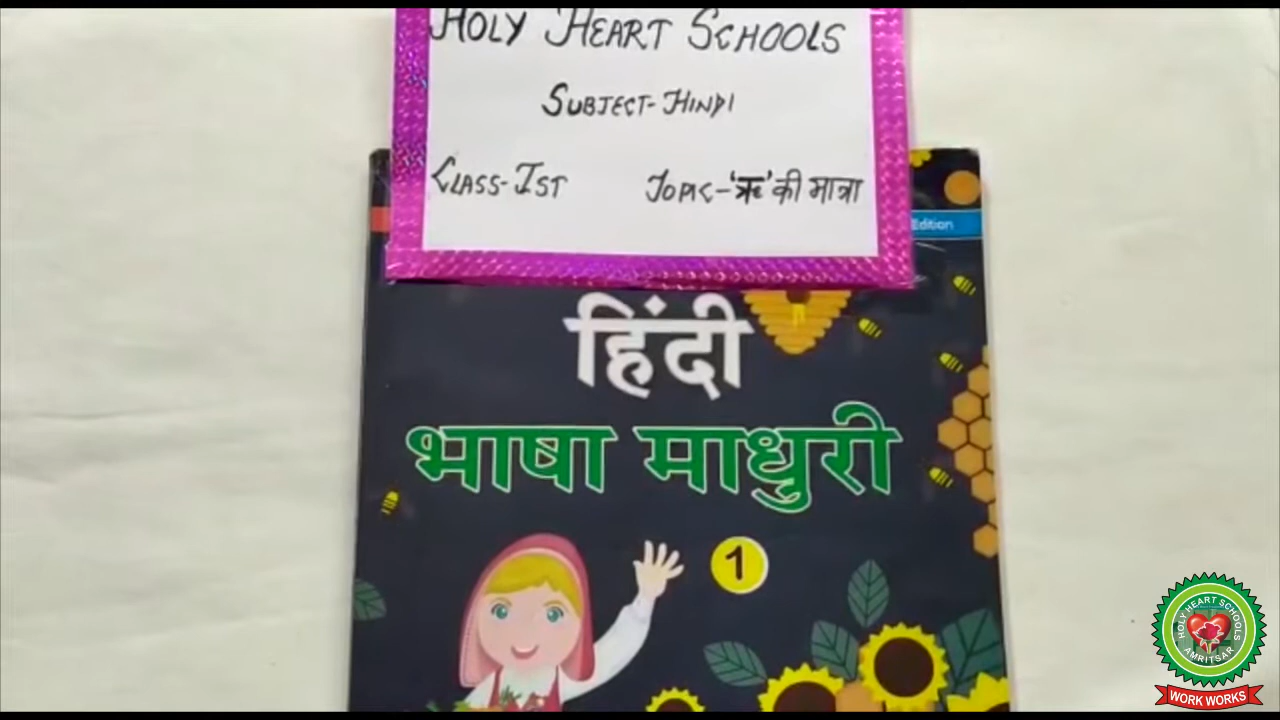 HOLY HEART SCHOOLS
SUBJECT-HINDI
CLASS-IST TOPIC-'ऋ' की मात्रा
Edition
हिंदी
भाषा माधुरी
1
HOLY HEART SCHOOLS
AMRITSAR
WORK WORKS